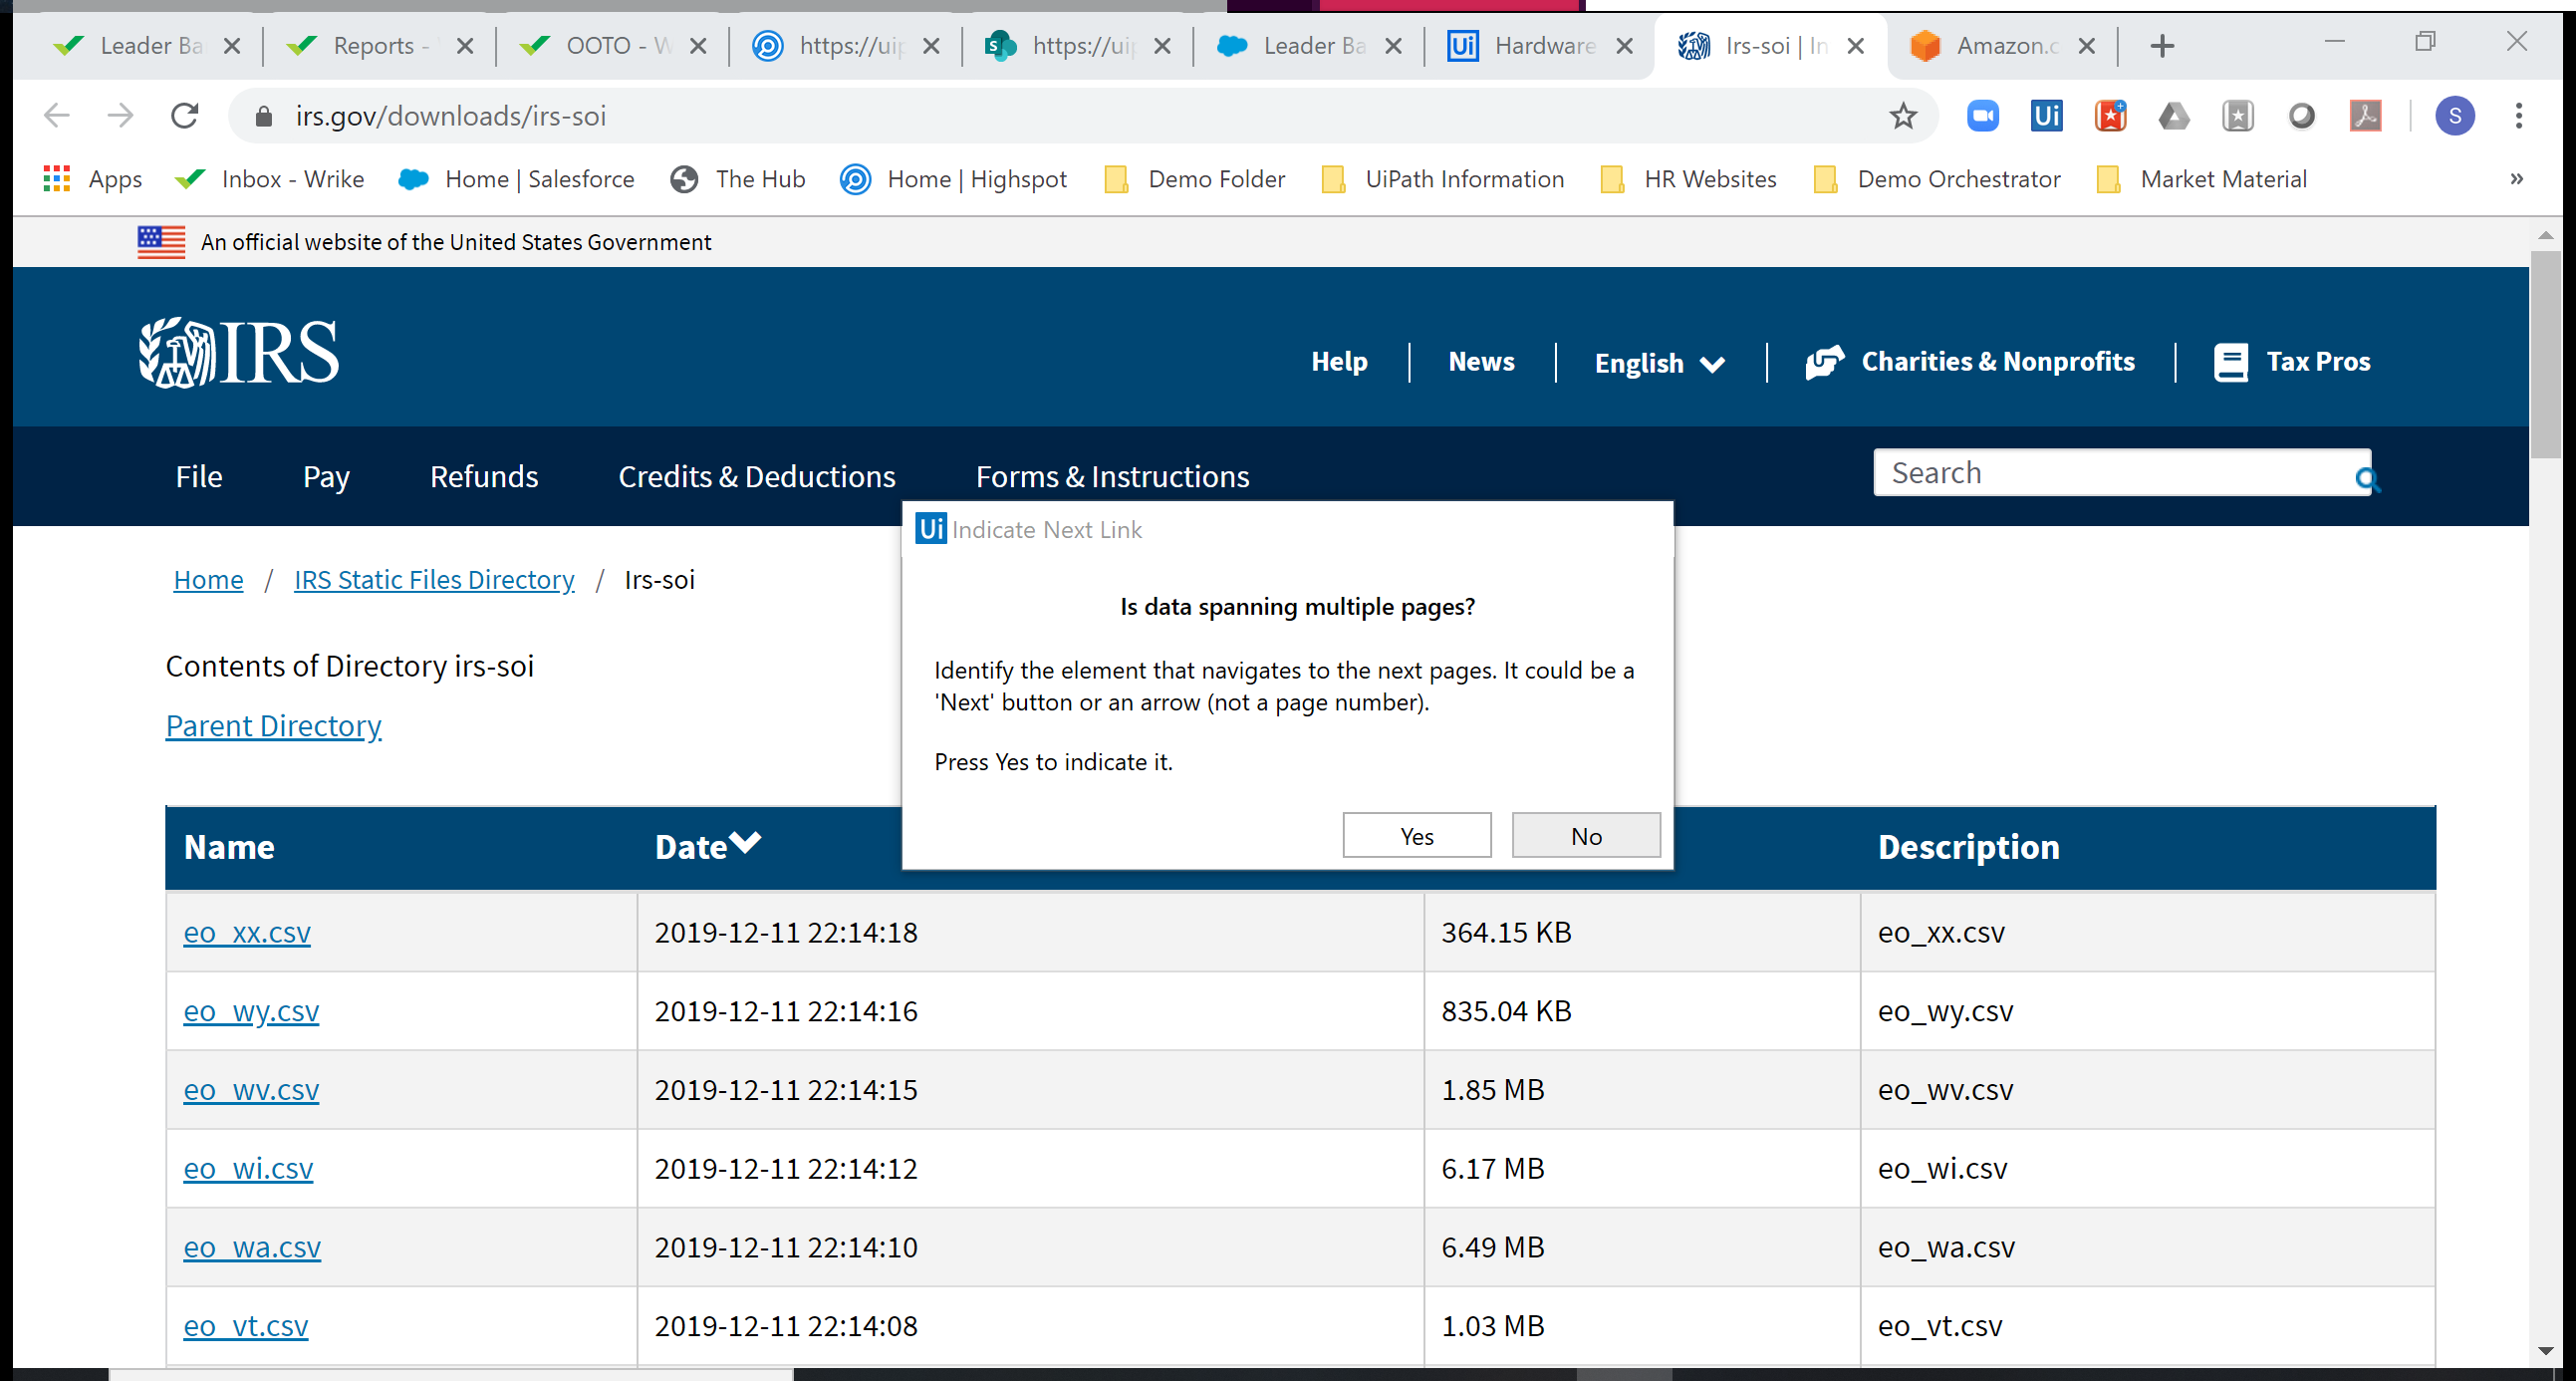 Leader Ba
Reports -
OOTO - W
https://uip
https://uip
Leader Ba
Ui Hardware
Irs-soi | In
Amazon.c
irs.gov/downloads/irs-soi
Ui
S
Apps
Inbox - Wrike
Home | Salesforce
The Hub
Home | Highspot
Demo Folder
UiPath Information
HR Websites
Demo Orchestrator
Market Material
»
An official website of the United States Government
IRS
Help
News
English
Charities & Nonprofits
Tax Pros
File
Pay
Refunds
Credits & Deductions
Forms & Instructions
Search
Ui Indicate Next Link
Is data spanning multiple pages?
Identify the element that navigates to the next pages. It could be a
'Next' button or an arrow (not a page number).
Press Yes to indicate it.
Yes
No
Home / IRS Static Files Directory / Irs-soi
Contents of Directory irs-soi
Parent Directory
Name Date Description
eo_xx.csv 2019-12-11 22:14:18 364.15 KB eo_xx.csv
eo_wy.csv 2019-12-11 22:14:16 835.04 KB eo_wy.csv
eo_wv.csv 2019-12-11 22:14:15 1.85 MB eo_wv.csv
eo_wi.csv 2019-12-11 22:14:12 6.17 MB eo_wi.csv
eo_wa.csv 2019-12-11 22:14:10 6.49 MB eo_wa.csv
eo_vt.csv 2019-12-11 22:14:08 1.03 MB eo_vt.csv